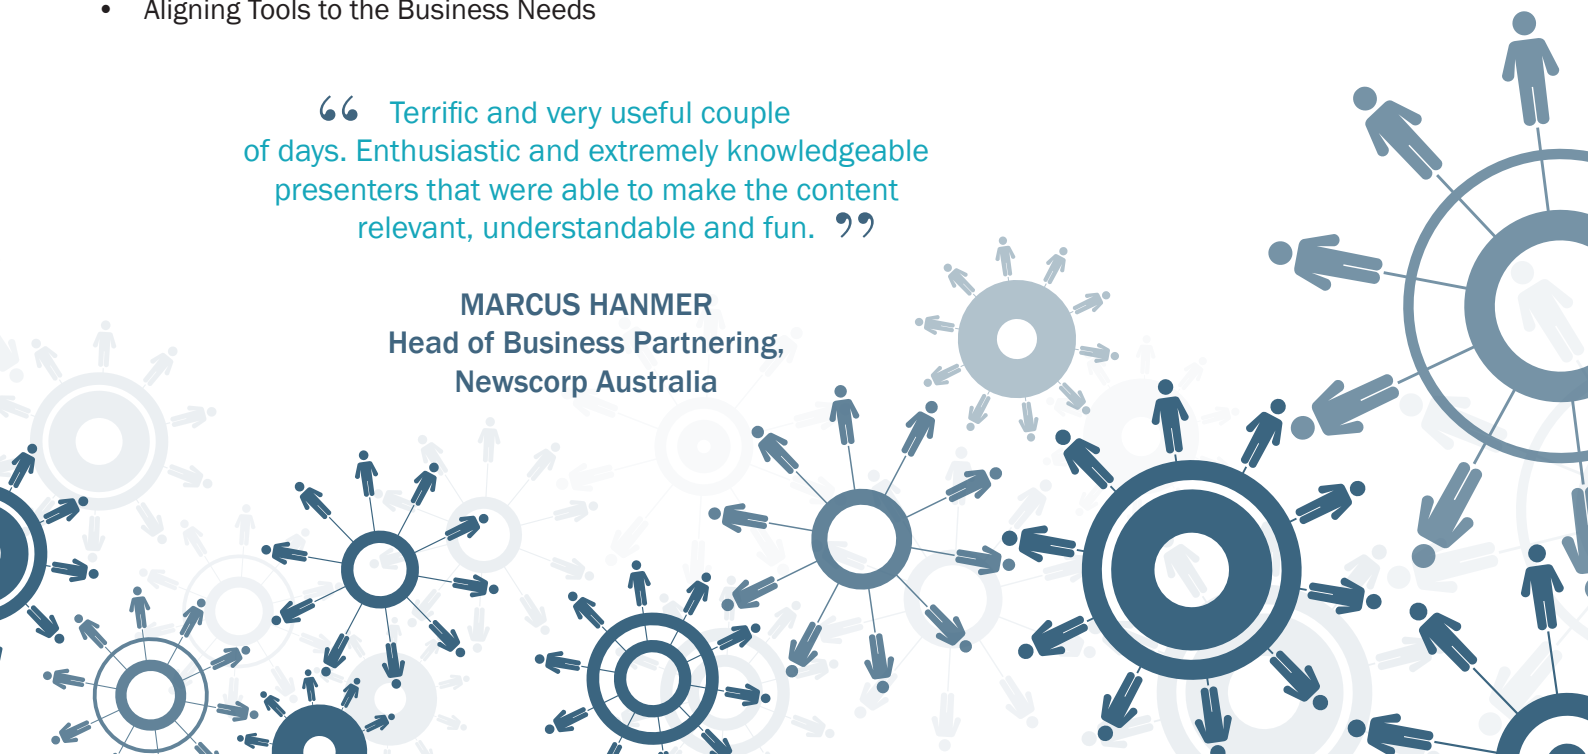 • Aligning Tools to the Business Needs
“ Terrific and very useful couple
of days. Enthusiastic and extremely knowledgeable
presenters that were able to make the content
relevant, understandable and fun. ”
MARCUS HANMER
Head of Business Partnering,
Newscorp Australia